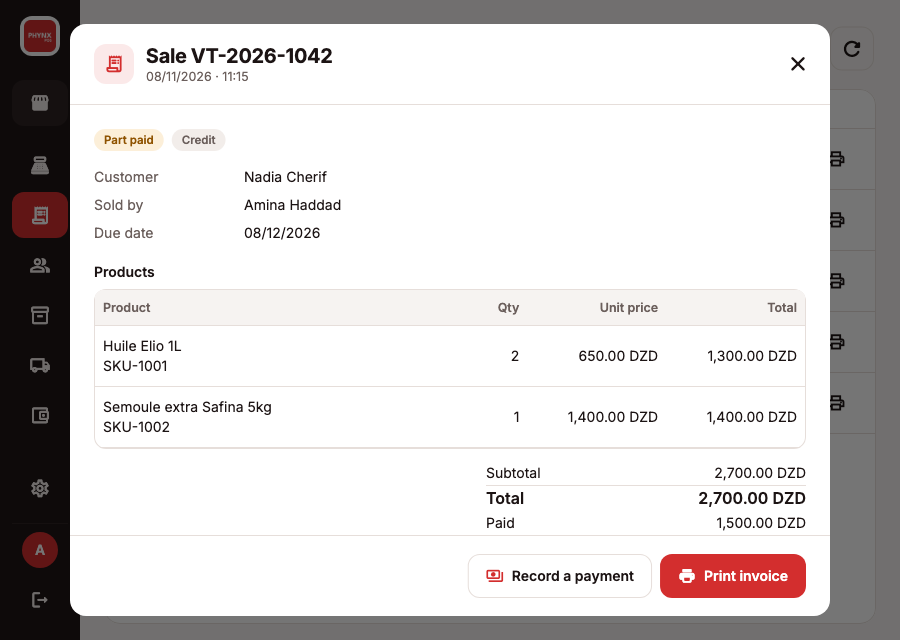 PHYNX
Sale VT-2026-1042
08/11/2026 · 11:15
Part paid Credit
Customer Nadia Cherif
Sold by Amina Haddad
Due date 08/12/2026
Products
Product Qty Unit price Total
Huile Elio 1L
SKU-1001
2 650.00 DZD 1,300.00 DZD
Semoule extra Safina 5kg
SKU-1002
1 1,400.00 DZD 1,400.00 DZD
Subtotal 2,700.00 DZD
Total 2,700.00 DZD
Paid 1,500.00 DZD
Record a payment Print invoice
A